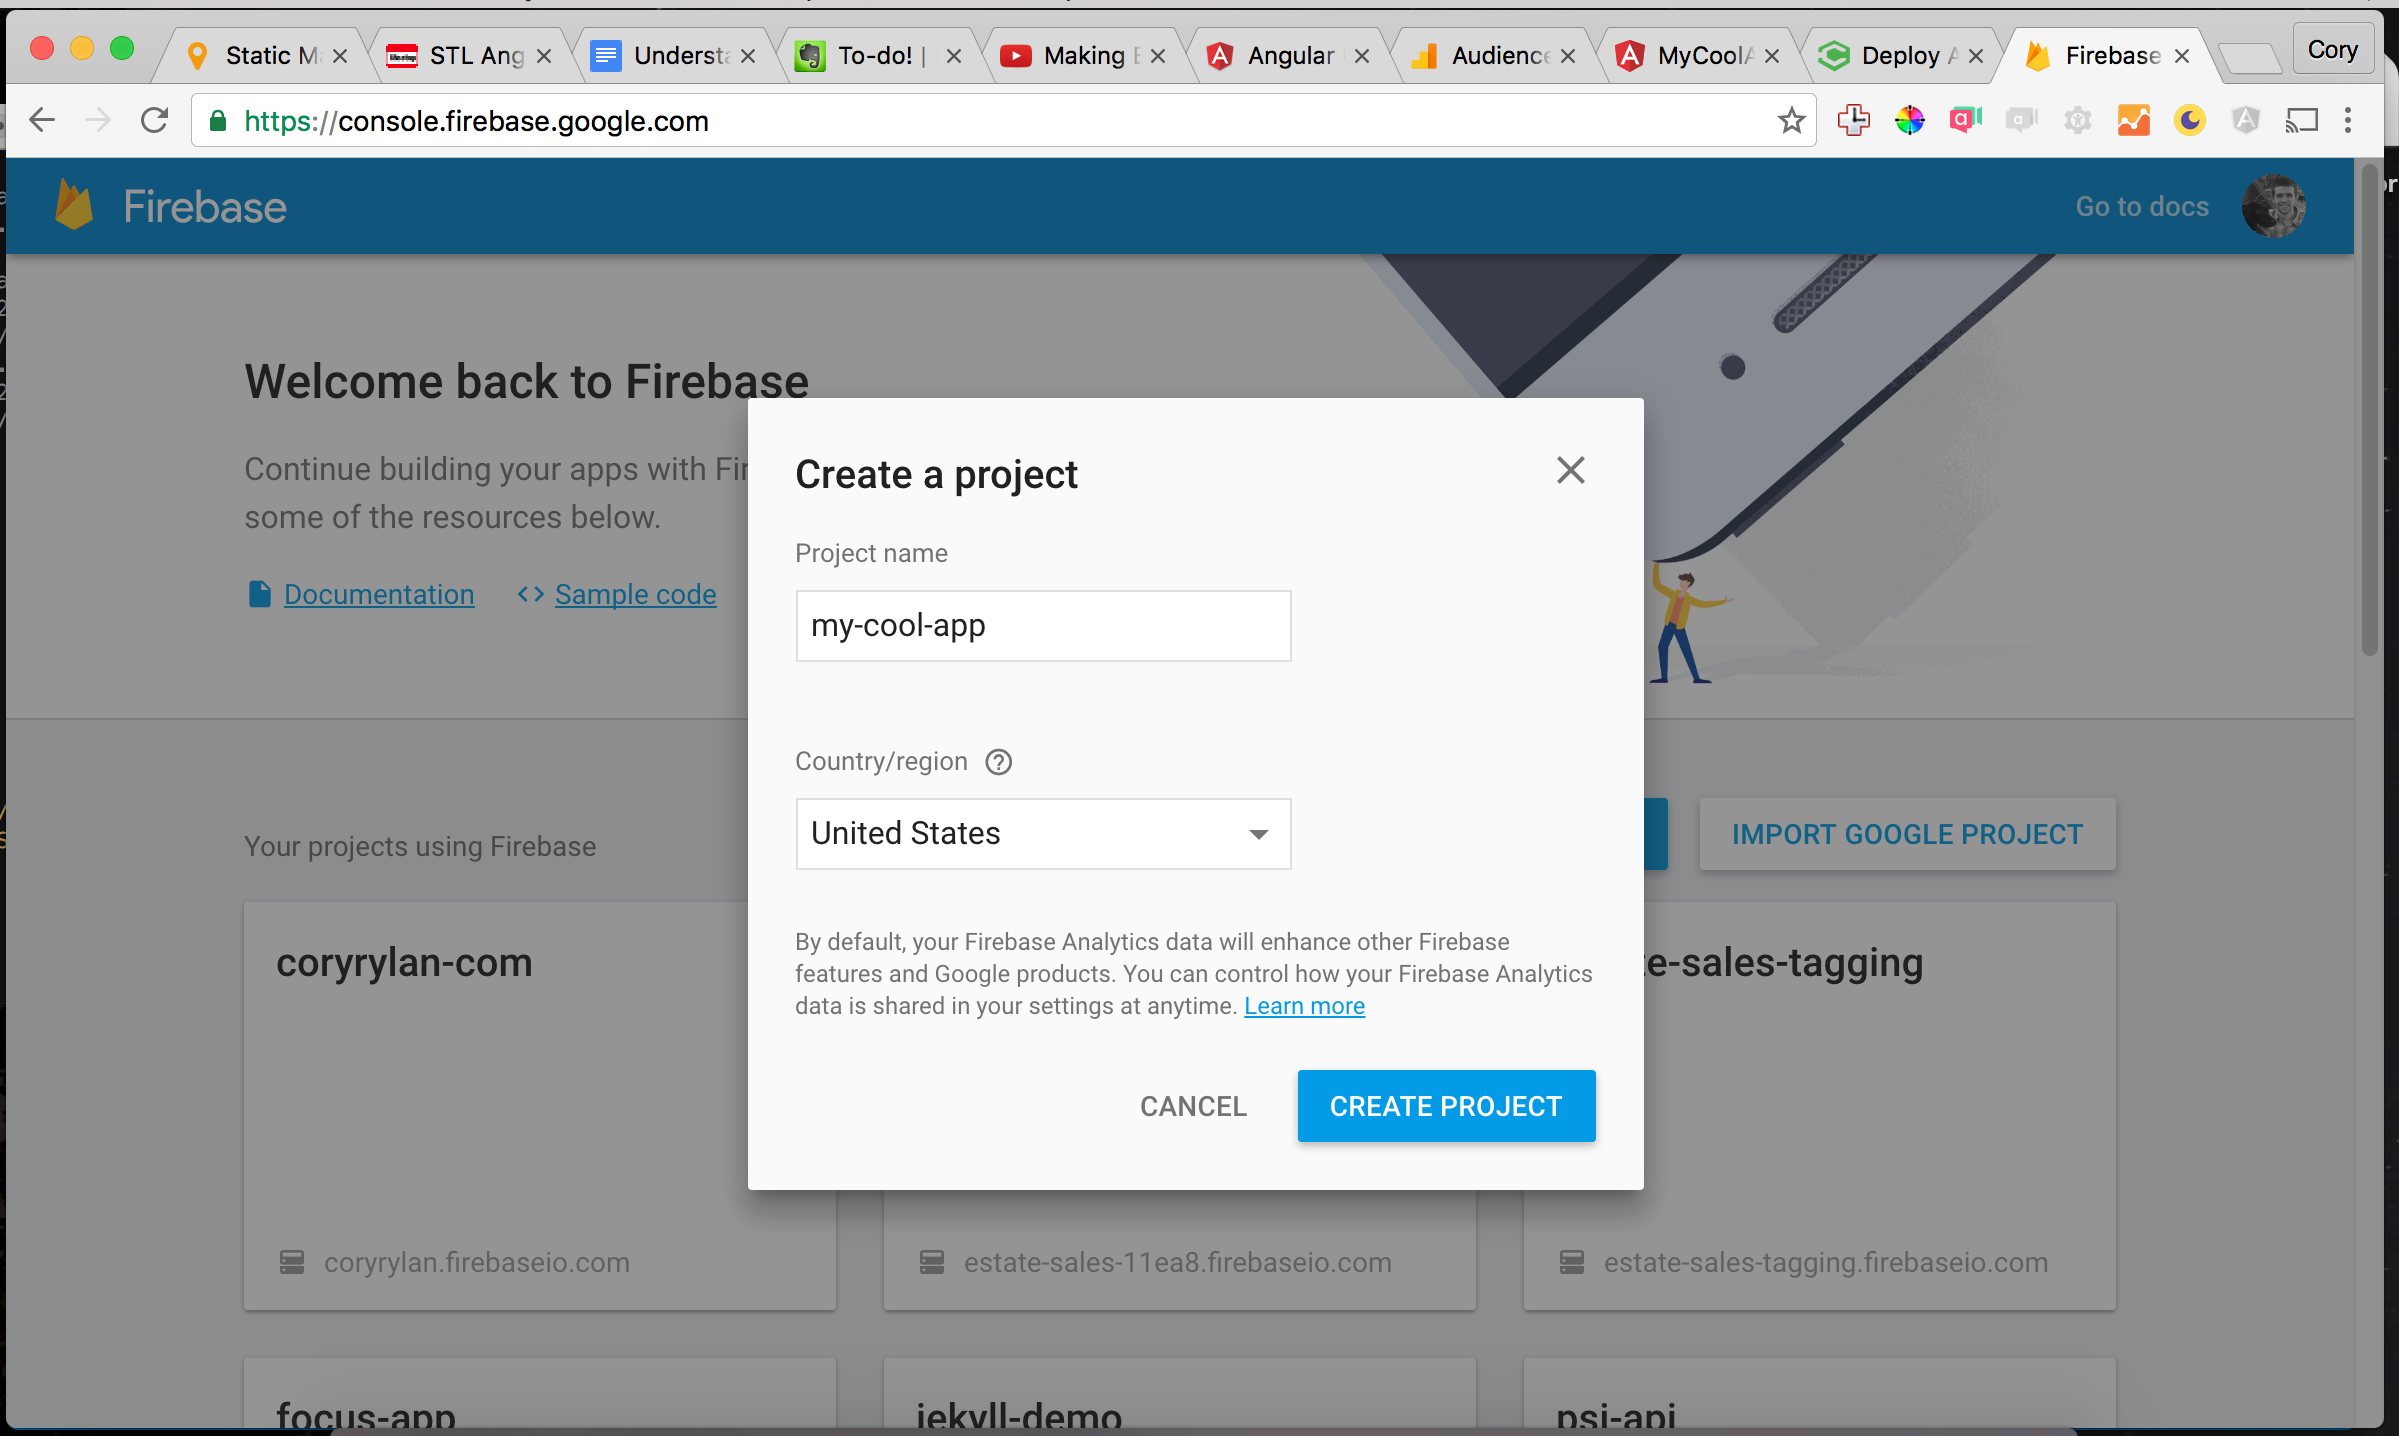 Static M
STL Ang
Underst
To-do! |
Making
Angular
Audience
MyCoolA
Deploy
Firebase
Cory
https://console.firebase.google.com
Firebase
Go to docs
Welcome back to Firebase
Continue building your apps with Fir
some of the resources below.
Documentation
<> Sample code
Create a project
Project name
my-cool-app
Country/region ?
United States
By default, your Firebase Analytics data will enhance other Firebase
features and Google products. You can control how your Firebase Analytics
data is shared in your settings at anytime. Learn more
CANCEL
CREATE PROJECT
Your projects using Firebase
IMPORT GOOGLE PROJECT
coryrylan-com
te-sales-tagging
coryrylan.firebaseio.com
estate-sales-11ea8.firebaseio.com
estate-sales-tagging.firebaseio.com
focus-app
jekyll-demo
psi-api